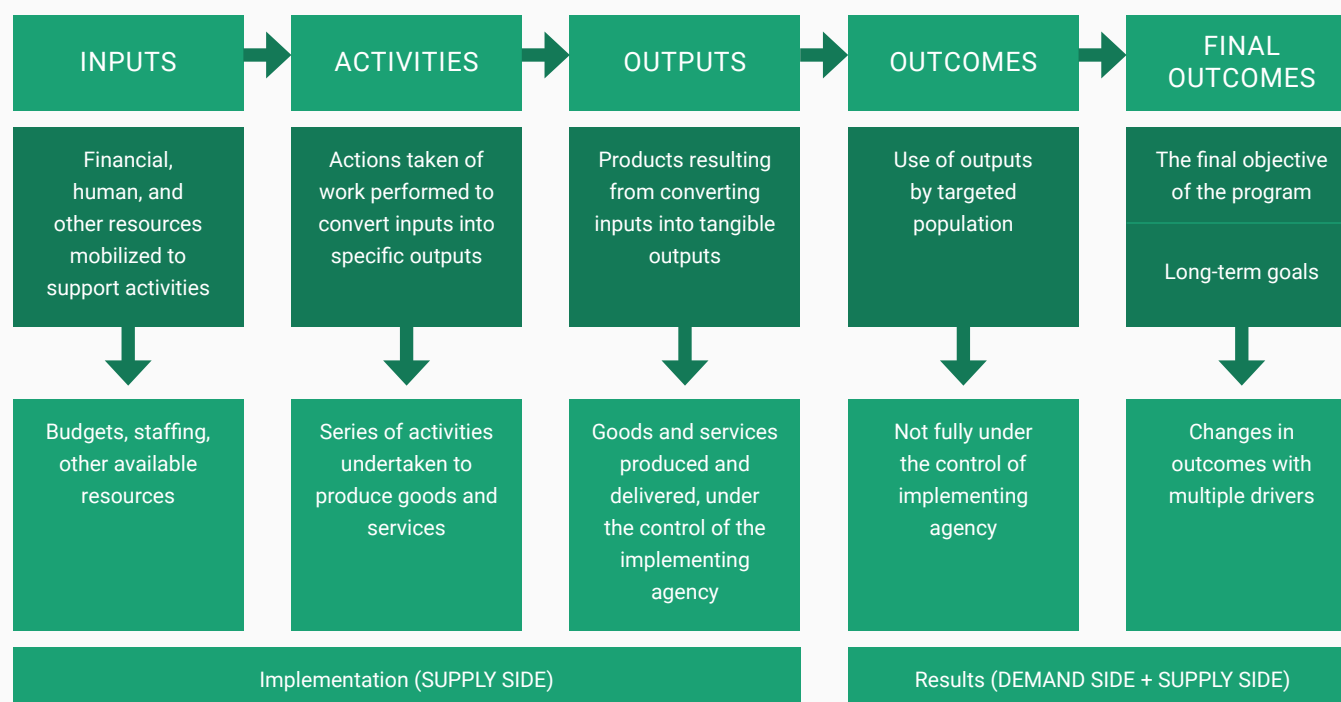 INPUTS
ACTIVITIES
OUTPUTS
OUTCOMES
FINAL
OUTCOMES
Financial,
human, and
other resources
mobilized to
support activities
Actions taken of
work performed to
convert inputs into
specific outputs
Products resulting
from converting
inputs into tangible
outputs
Use of outputs
by targeted
population
The final objective
of the program
Long-term goals
Budgets, staffing,
other available
resources
Series of activities
undertaken to
produce goods and
services
Goods and services
produced and
delivered, under
the control of the
implementing
agency
Not fully under
the control of
implementing
agency
Changes in
outcomes with
multiple drivers
Implementation (SUPPLY SIDE)
Results (DEMAND SIDE + SUPPLY SIDE)